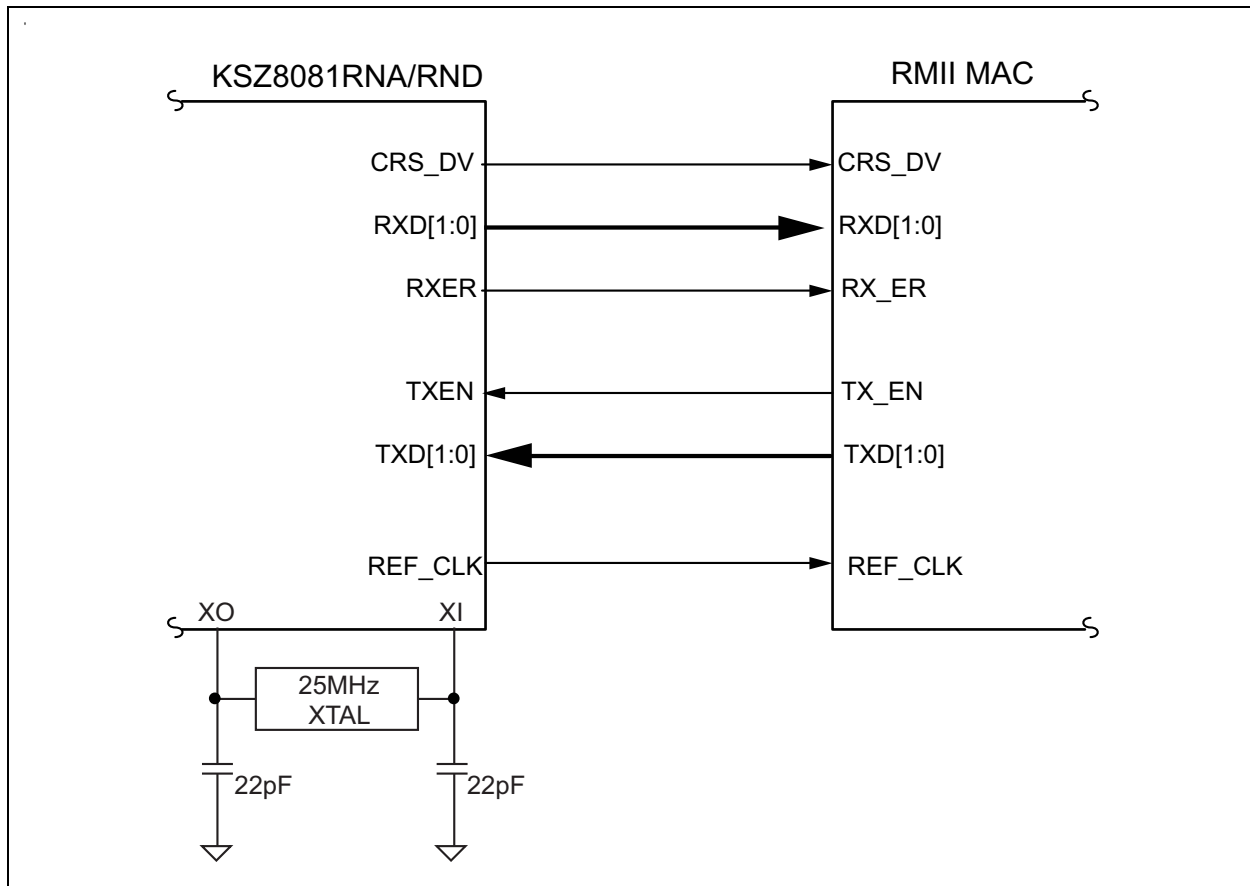 KSZ8081RNA/RND
RMII MAC
CRS_DV
CRS_DV
RXD[1:0]
RXD[1:0]
RXER
RX_ER
TXEN
TX_EN
TXD[1:0]
TXD[1:0]
REF_CLK
REF_CLK
XO
XI
25MHz
XTAL
22pF
22pF